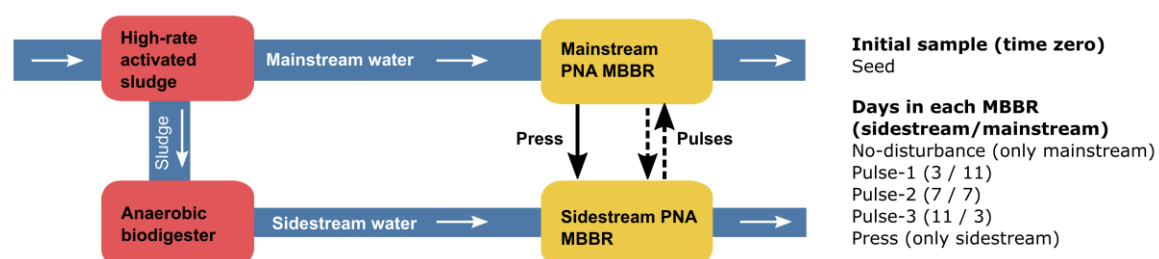 High-rate
activated
sludge
Mainstream water
Mainstream
PNA MBBR
Sludge
Press
Pulses
Anaerobic
biodigester
Sidestream water
Sidestream PNA
MBBR
Initial sample (time zero)
Seed
Days in each MBBR
(sidestream/mainstream)
No-disturbance (only mainstream)
Pulse-1 (3 / 11)
Pulse-2 (7 / 7)
Pulse-3 (11 / 3)
Press (only sidestream)